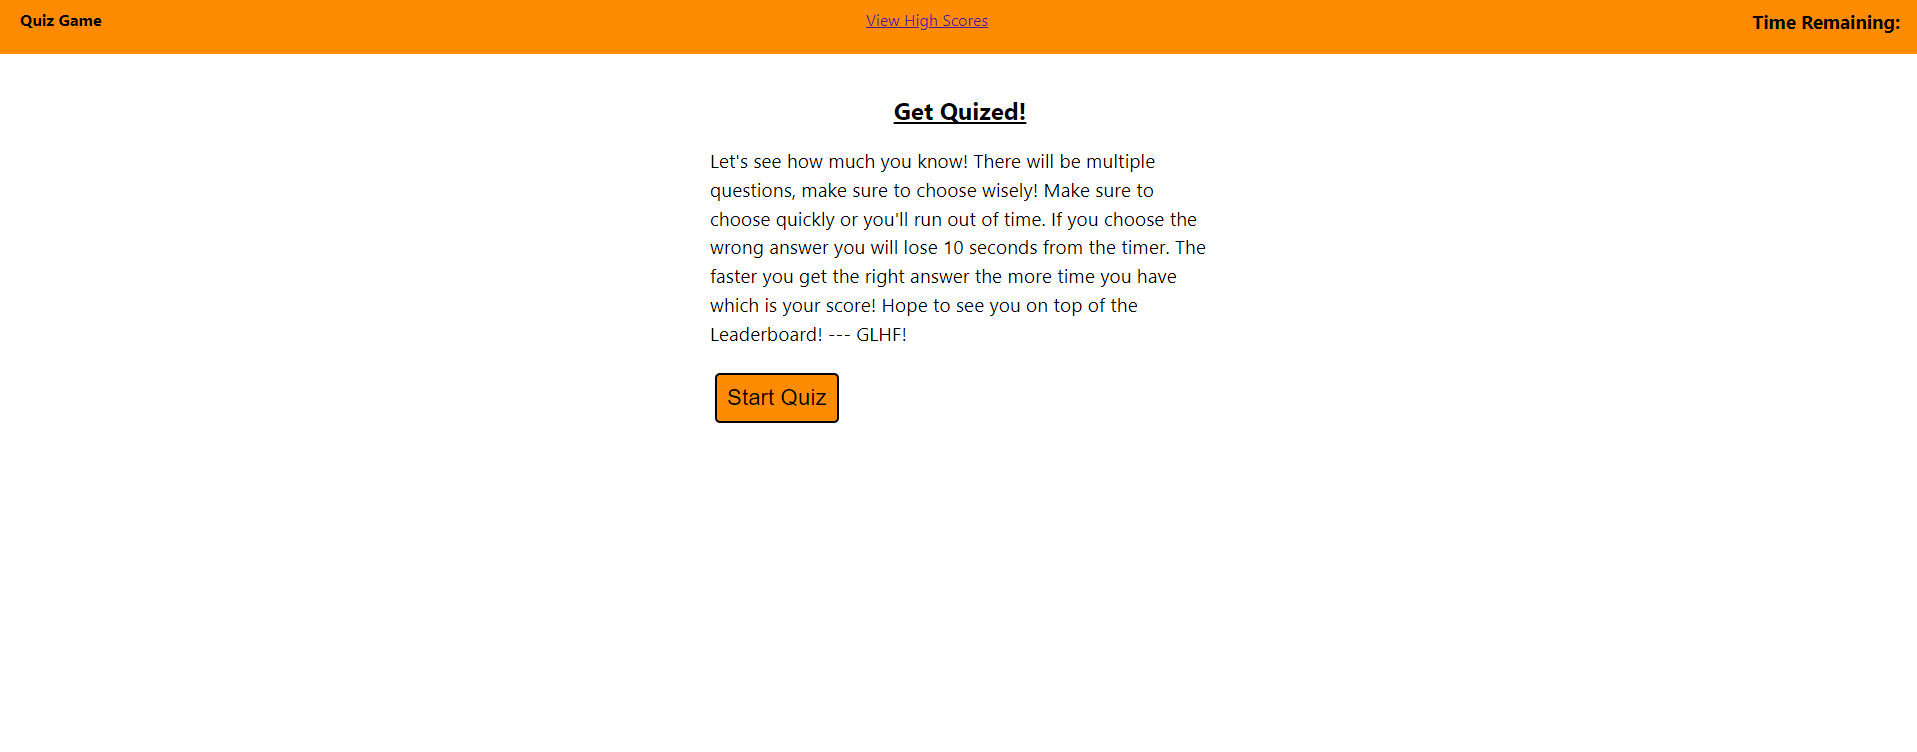 Quiz Game
View High Scores
Time Remaining:
Get Quized!
Let's see how much you know! There will be multiple
questions, make sure to choose wisely! Make sure to
choose quickly or you'll run out of time. If you choose the
wrong answer you will lose 10 seconds from the timer. The
faster you get the right answer the more time you have
which is your score! Hope to see you on top of the
Leaderboard! --- GLHF!
Start Quiz